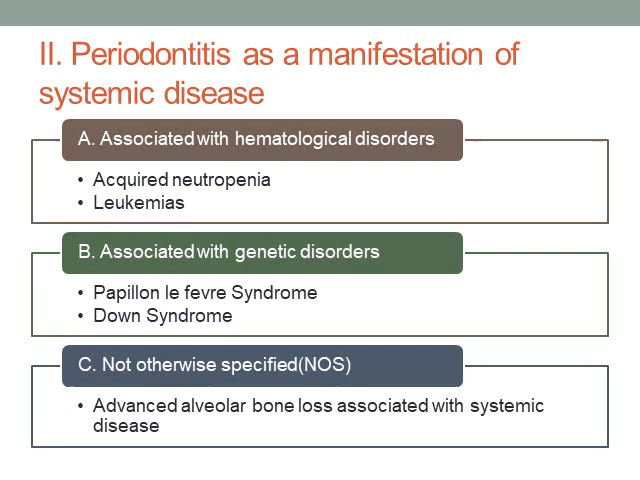 II. Periodontitis as a manifestation of
systemic disease
A. Associated with hematological disorders
• Acquired neutropenia
• Leukemias
B. Associated with genetic disorders
• Papillon le fevre Syndrome
• Down Syndrome
C. Not otherwise specified(NOS)
• Advanced alveolar bone loss associated with systemic
disease